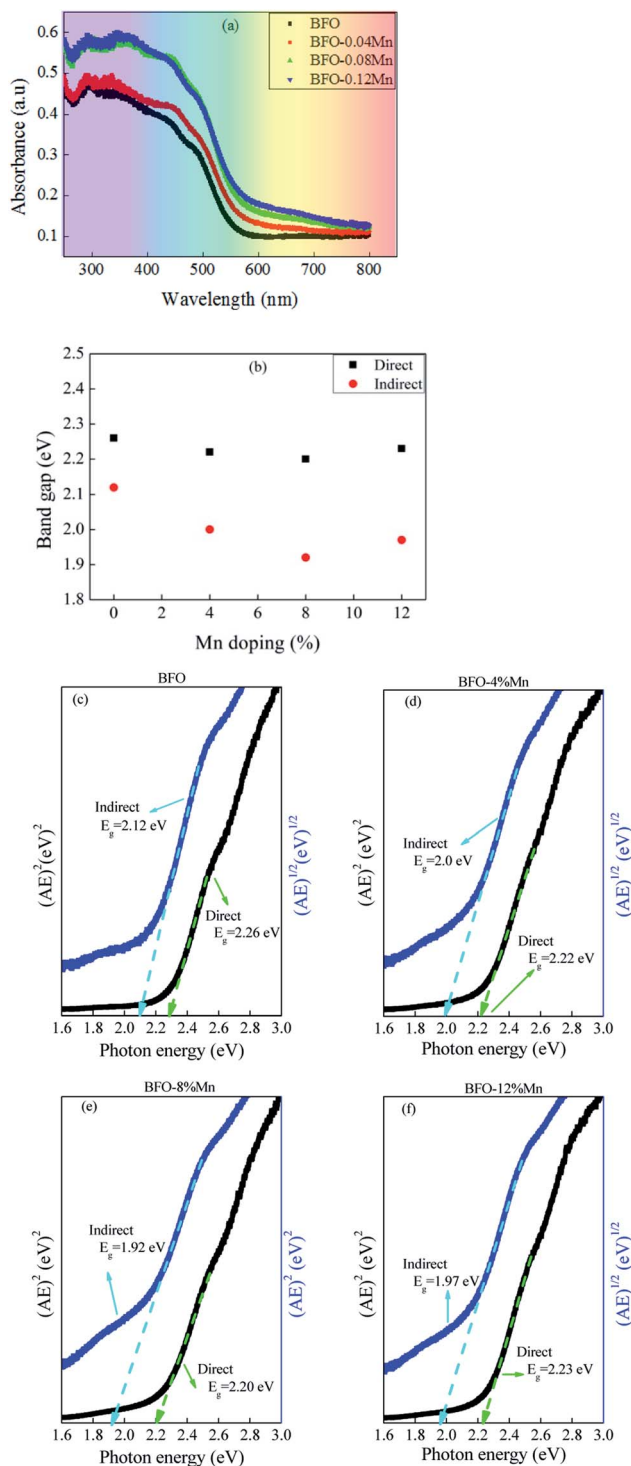 (a)
BFO
BFO-0.04Mn
BFO-0.08Mn
BFO-0.12Mn
0.6
0.5
0.4
0.3
0.2
0.1
Absorbance (a.u)
300 400 500 600 700 800
Wavelength (nm)
(b)
Direct
Indirect
2.5
2.4
2.3
2.2
2.1
2.0
1.9
1.8
Band gap (eV)
0 2 4 6 8 10 12
Mn doping (%)
BFO
(c)
Indirect
E_g=2.12 eV
Direct
E_g=2.26 eV
(AE)² (eV)²
(AE)^1/2 (eV)^1/2
1.6 1.8 2.0 2.2 2.4 2.6 2.8 3.0
Photon energy (eV)
BFO-4%Mn
(d)
Indirect
E_g=2.0 eV
Direct
E_g=2.22 eV
(AE)² (eV)²
(AE)^1/2 (eV)^1/2
1.6 1.8 2.0 2.2 2.4 2.6 2.8 3.0
Photon energy (eV)
BFO-8%Mn
(e)
Indirect
E_g=1.92 eV
Direct
E_g=2.20 eV
(AE)² (eV)²
(AE)² (eV)²
1.6 1.8 2.0 2.2 2.4 2.6 2.8 3.0
Photon energy (eV)
BFO-12%Mn
(f)
Indirect
E_g=1.97 eV
Direct
E_g=2.23 eV
(AE)² (eV)²
(AE)^1/2 (eV)^1/2
1.6 1.8 2.0 2.2 2.4 2.6 2.8 3.0
Photon energy (eV)